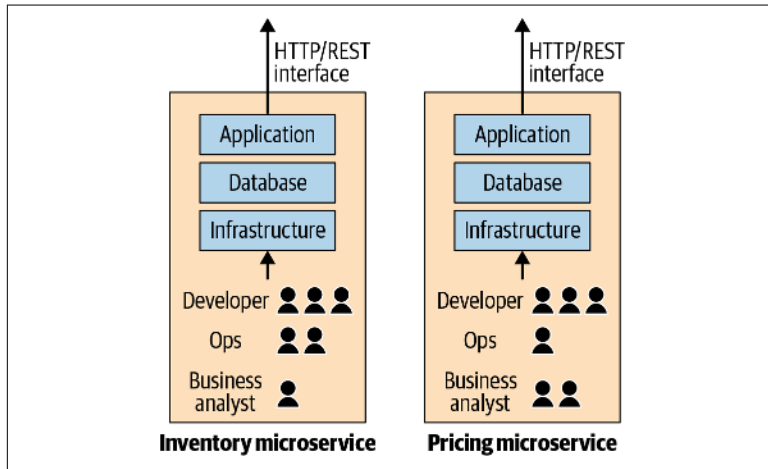 HTTP/REST
interface
Application
Database
Infrastructure
Developer
Ops
Business
analyst
Inventory microservice
HTTP/REST
interface
Application
Database
Infrastructure
Developer
Ops
Business
analyst
Pricing microservice